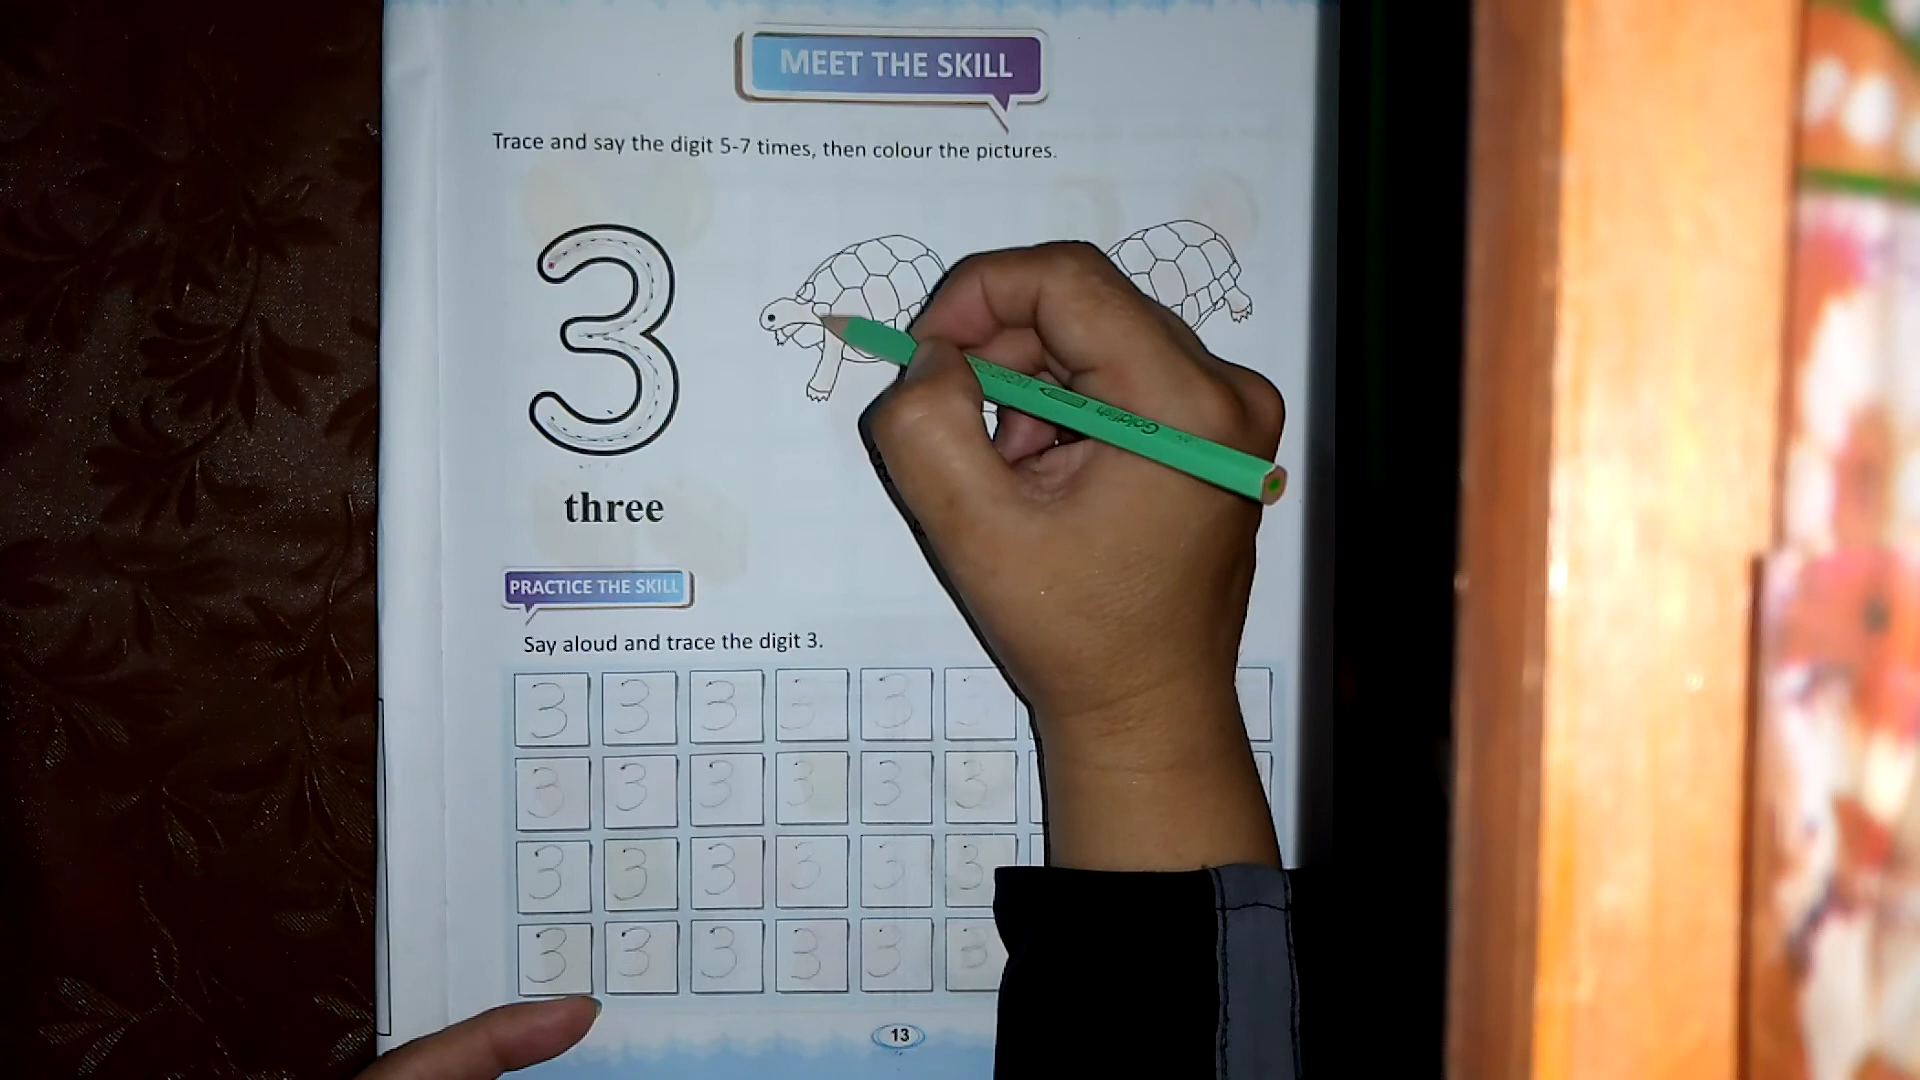 MEET THE SKILL
Trace and say the digit 5-7 times, then colour the pictures.
3
three
Goldfish
PRACTICE THE SKILL
Say aloud and trace the digit 3.
3 3 3 3 3 3
3 3 3 3 3 3
3 3 3 3 3 3
3 3 3 3 3 3
13